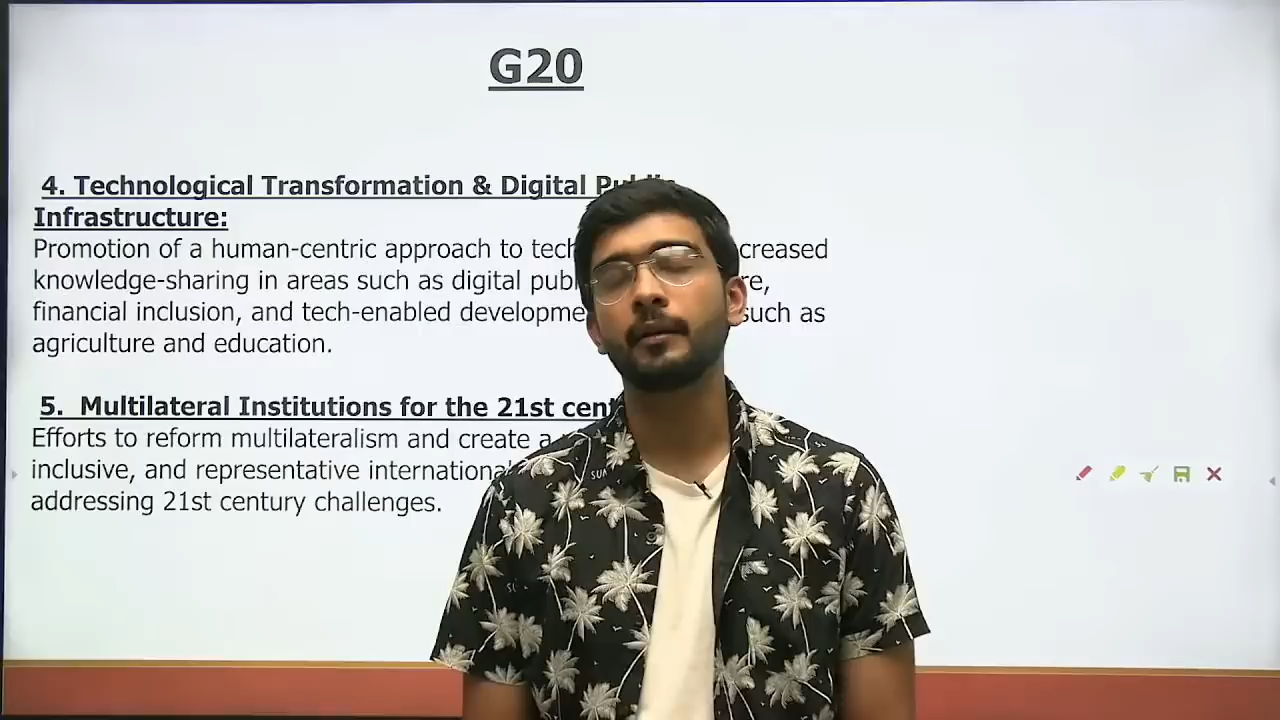 G20
4. Technological Transformation & Digital Public
Infrastructure:
Promotion of a human-centric approach to tech creased
knowledge-sharing in areas such as digital publ re,
financial inclusion, and tech-enabled developme such as
agriculture and education.
5. Multilateral Institutions for the 21st cent
Efforts to reform multilateralism and create a
inclusive, and representative international
addressing 21st century challenges.